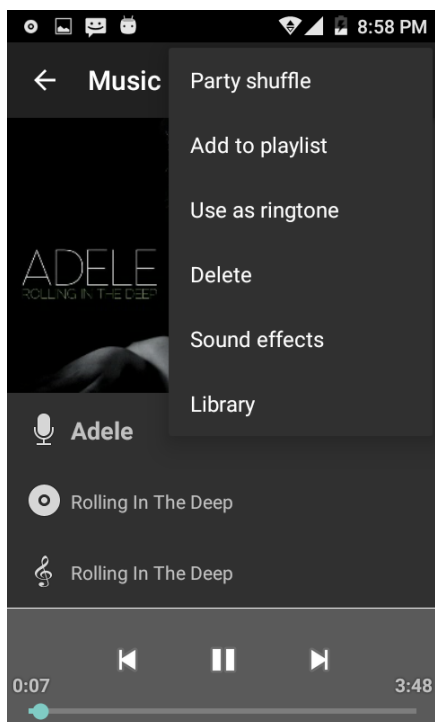 8:58 PM
Music
Party shuffle
Add to playlist
Use as ringtone
Delete
Sound effects
Library
ADELE
ROLLING IN THE DEEP
Adele
Rolling In The Deep
Rolling In The Deep
0:07
3:48